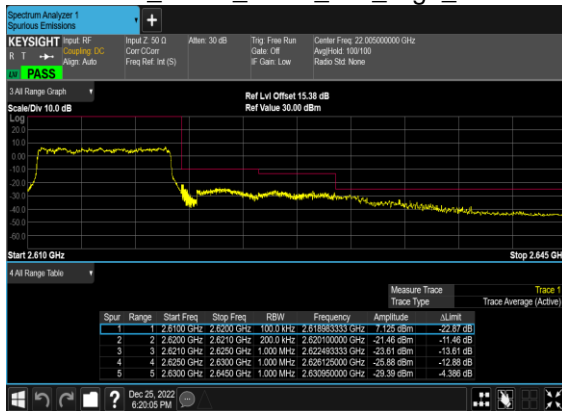 Spectrum Analyzer 1
Spurious Emissions
+
KEYSIGHT Input: RF Input Z: 50 Ω Atten: 30 dB Trig: Free Run Center Freq: 22.005000000 GHz
R T Coupling: DC Corr CCorr Gate: Off Avg|Hold: 100/100
Align: Auto Freq Ref: Int (S) IF Gain: Low Radio Std: None
PASS
3 All Range Graph
Ref Lvl Offset 15.38 dB
Scale/Div 10.0 dB Ref Value 30.00 dBm
Log
20.0
10.0
0.00
-10.0
-20.0
-30.0
-40.0
-50.0
-60.0
Start 2.610 GHz Stop 2.645 GH
4 All Range Table
Measure Trace Trace 1
Trace Type Trace Average (Active)
Spur Range Start Freq Stop Freq RBW Frequency Amplitude ΔLimit
1 1 2.6100 GHz 2.6200 GHz 100.0 kHz 2.618983333 GHz 7.125 dBm -22.87 dB
2 2 2.6200 GHz 2.6210 GHz 200.0 kHz 2.620100000 GHz -21.46 dBm -11.46 dB
3 3 2.6210 GHz 2.6250 GHz 1.000 MHz 2.622493333 GHz -23.61 dBm -13.61 dB
4 4 2.6250 GHz 2.6300 GHz 1.000 MHz 2.626125000 GHz -25.88 dBm -12.88 dB
5 5 2.6300 GHz 2.6450 GHz 1.000 MHz 2.630950000 GHz -29.39 dBm -4.386 dB
? Dec 25, 2022
6:20:05 PM